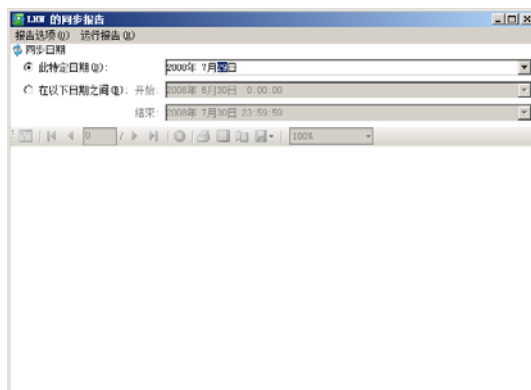 LXH 的同步报告
报告选项(O) 运行报告(R)
同步日期
此特定日期(D): 2008年 7月29日
在以下日期之间(B): 开始: 2008年 6月30日 0:00:00
结束: 2008年 7月30日 23:59:59
0 / 100%